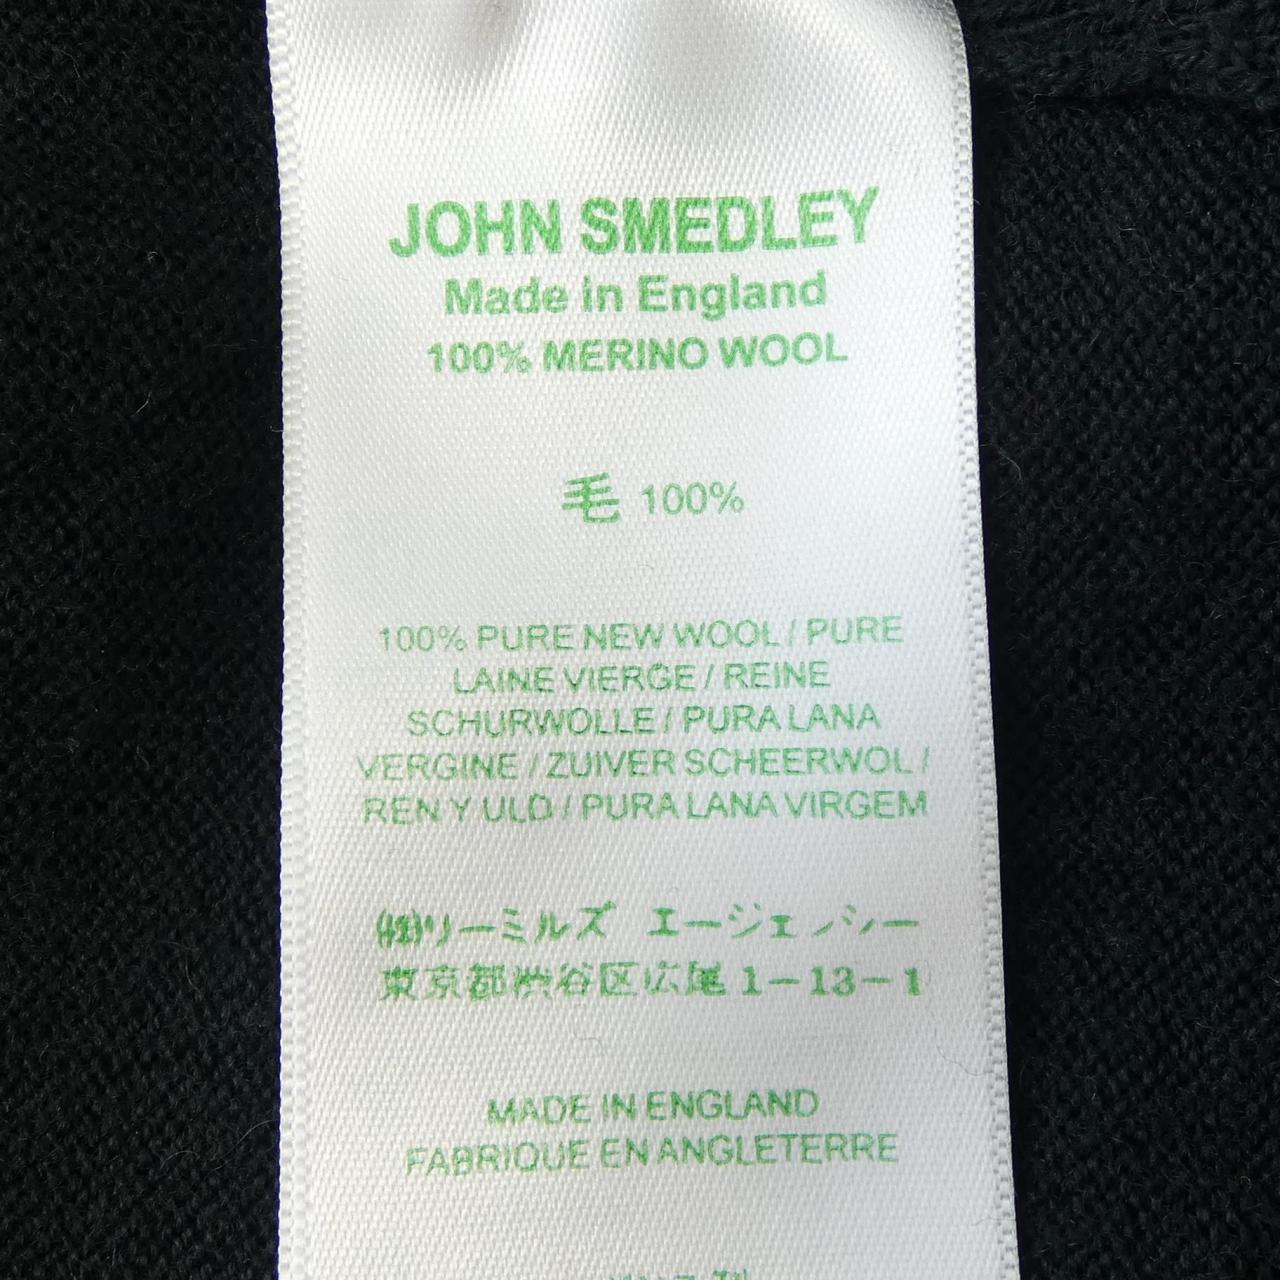 JOHN SMEDLEY
Made in England
100% MERINO WOOL
毛 100%
100% PURE NEW WOOL / PURE
LAINE VIERGE / REINE
SCHURWOLLE / PURA LANA
VERGINE / ZUIVER SCHEERWOL /
REN Y ULD / PURA LANA VIRGEM
㈱リーミルズ エージェンシー
東京都渋谷区広尾1-13-1
MADE IN ENGLAND
FABRIQUE EN ANGLETERRE